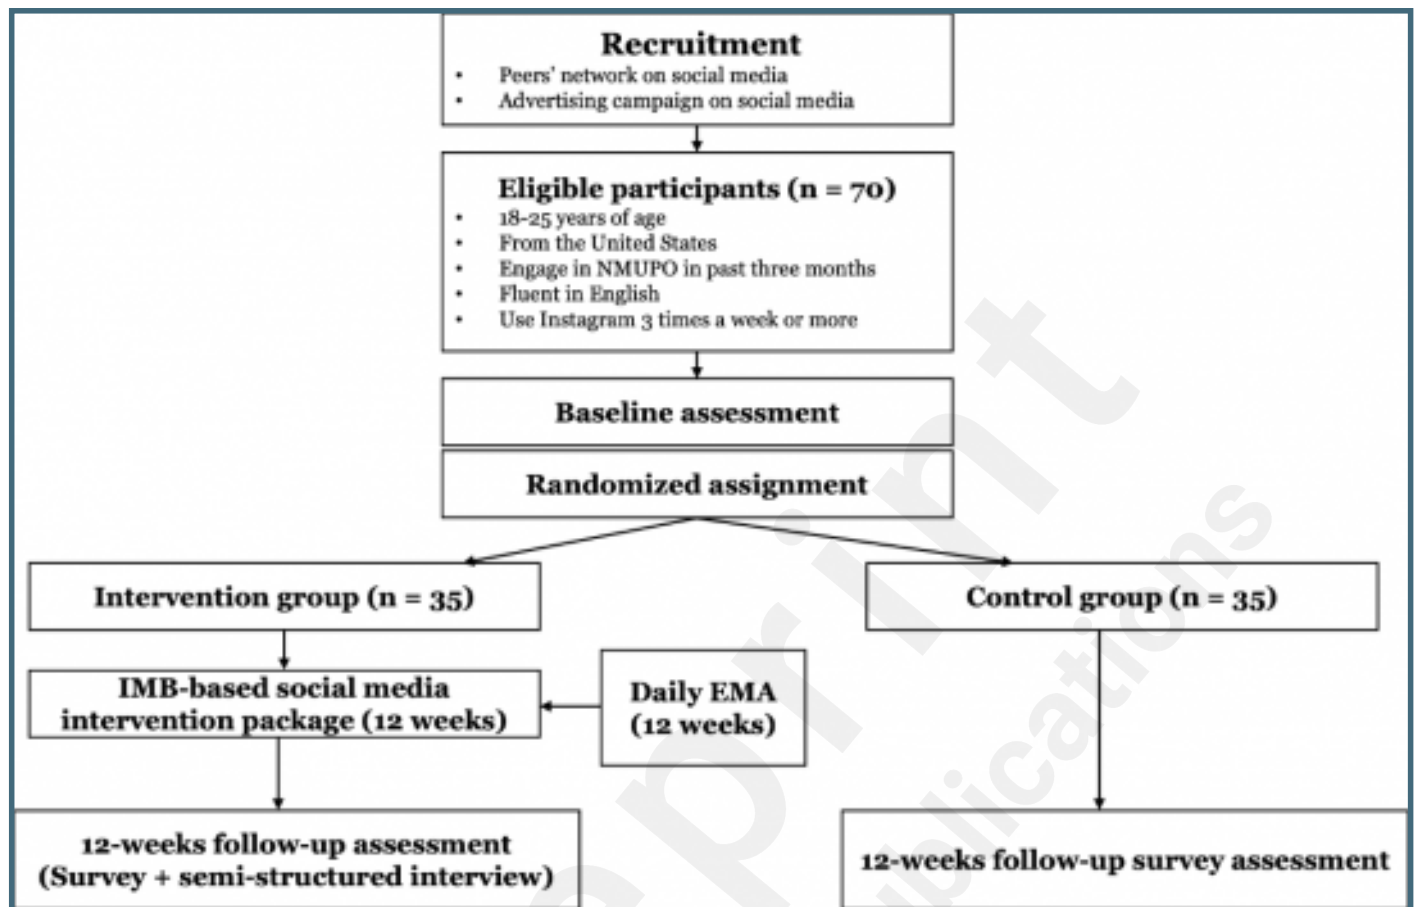 Recruitment
• Peers' network on social media
• Advertising campaign on social media
Eligible participants (n = 70)
• 18-25 years of age
• From the United States
• Engage in NMUPO in past three months
• Fluent in English
• Use Instagram 3 times a week or more
Baseline assessment
Randomized assignment
Intervention group (n = 35)
Control group (n = 35)
IMB-based social media
intervention package (12 weeks)
Daily EMA
(12 weeks)
12-weeks follow-up assessment
(Survey + semi-structured interview)
12-weeks follow-up survey assessment
eprint
ublications